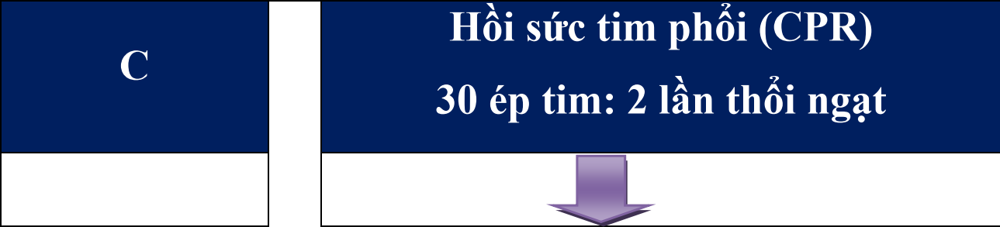 C
Hồi sức tim phổi (CPR)
30 ép tim: 2 lần thổi ngạt